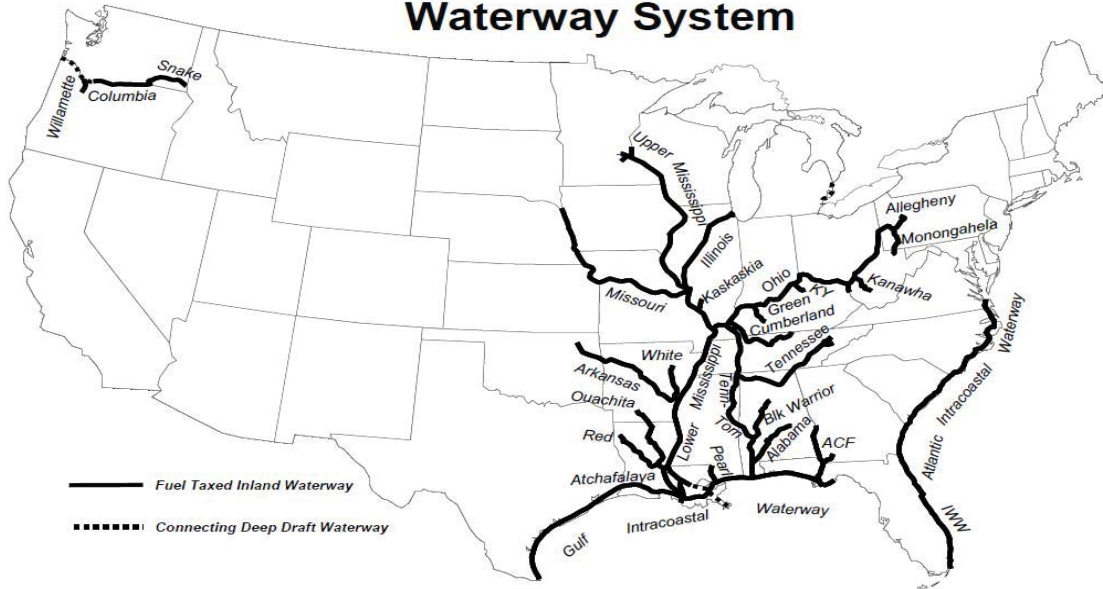 Waterway System
Snake
Columbia
Willamette
Upper
Mississippi
Illinois
Allegheny
Monongahela
Kaskaskia
Ohio
KY
Kanawha
Missouri
Green
Cumberland
Tennessee
White
Arkansas
Ouachita
Red
Atchafalaya
Lower
Mississippi
Tenn-
Tom
Blk Warrior
Alabama
Pearl
ACF
Gulf
Intracoastal
Waterway
Atlantic
Intracoastal
Waterway
IWW
Fuel Taxed Inland Waterway
Connecting Deep Draft Waterway